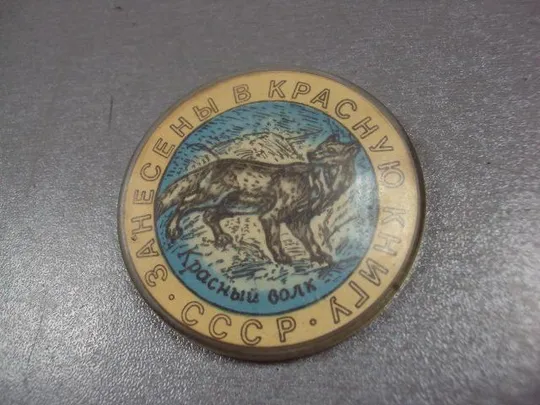 ЗАНЕСЕНЫ В КРАСНУЮ КНИГУ
· СССР ·
Красный волк